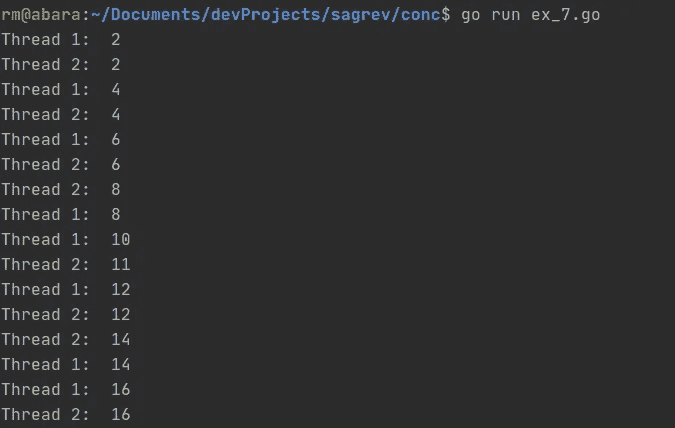 rm@abara:~/Documents/devProjects/sagrev/conc$ go run ex_7.go
Thread 1:  2
Thread 2:  2
Thread 1:  4
Thread 2:  4
Thread 1:  6
Thread 2:  6
Thread 2:  8
Thread 1:  8
Thread 1:  10
Thread 2:  11
Thread 1:  12
Thread 2:  12
Thread 2:  14
Thread 1:  14
Thread 1:  16
Thread 2:  16